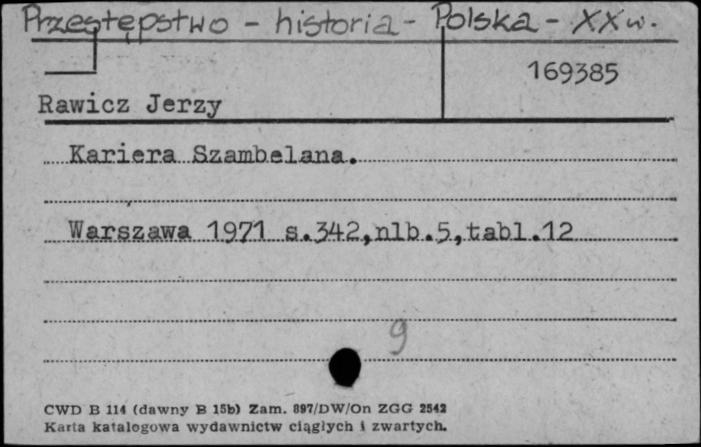 Przestępstwo - historia - Polska - XX w.
169385
Rawicz Jerzy
Kariera Szambelana.
Warszawa 1971 s.342,nlb.5,tabl.12
9
CWD B 114 (dawny B 15b) Zam. 897/DW/On ZGG 2542
Karta katalogowa wydawnictw ciągłych i zwartych.